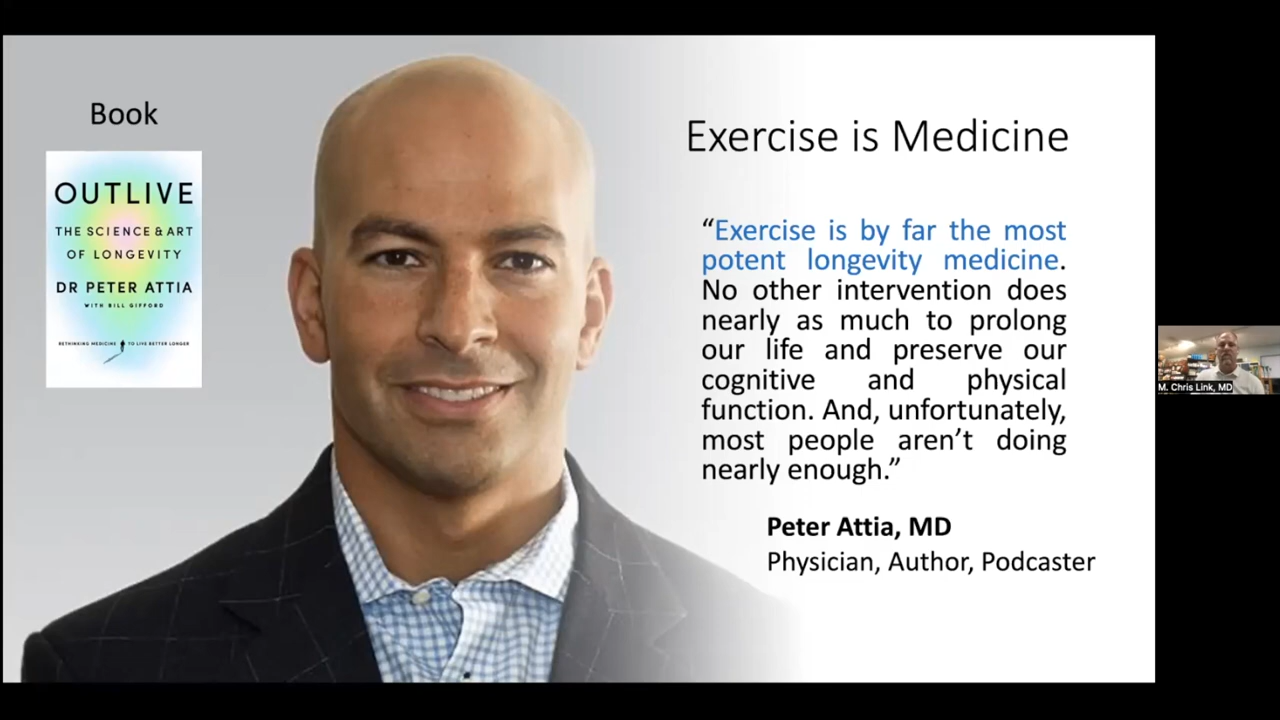 Book
OUTLIVE
THE SCIENCE & ART
OF LONGEVITY
DR PETER ATTIA
WITH BILL GIFFORD
RETHINKING MEDICINE TO LIVE BETTER LONGER
Exercise is Medicine
“Exercise is by far the most
potent longevity medicine.
No other intervention does
nearly as much to prolong
our life and preserve our
cognitive and physical
function. And, unfortunately,
most people aren’t doing
nearly enough.”
Peter Attia, MD
Physician, Author, Podcaster
M. Chris Link, MD